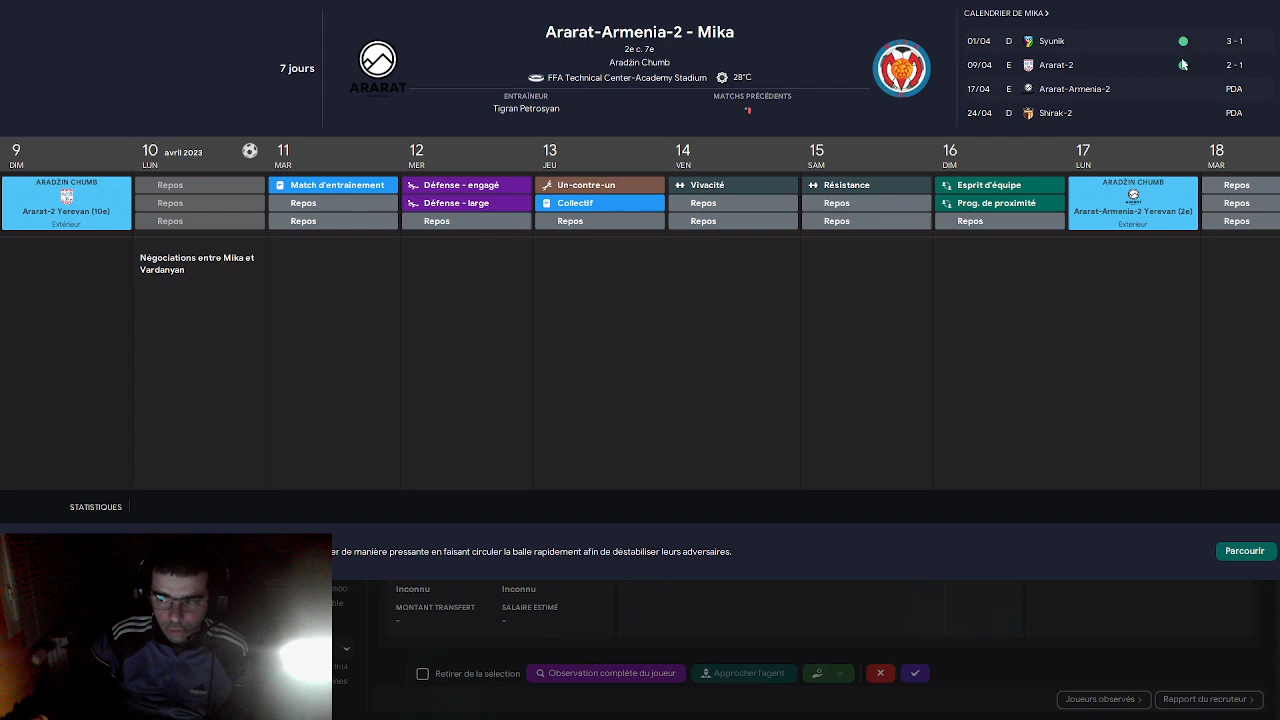 7 jours
Ararat-Armenia-2 - Mika
2e c. 7e
Aradžin Chumb
FFA Technical Center-Academy Stadium 28°C
ENTRAÎNEUR
Tigran Petrosyan
MATCHS PRÉCÉDENTS
ARARAT
CALENDRIER DE MIKA >
01/04 D Syunik 3 - 1
09/04 E Ararat-2 2 - 1
17/04 E Ararat-Armenia-2 PDA
24/04 D Shirak-2 PDA
9 DIM
10 LUN avril 2023
11 MAR
12 MER
13 JEU
14 VEN
15 SAM
16 DIM
17 LUN
18 MAR
ARADŽIN CHUMB
Ararat-2 Yerevan (10e)
Extérieur
Repos
Repos
Repos
Match d'entraînement
Repos
Repos
Défense - engagé
Défense - large
Repos
Un-contre-un
Collectif
Repos
Vivacité
Repos
Repos
Résistance
Repos
Repos
Esprit d'équipe
Prog. de proximité
Repos
ARADŽIN CHUMB
Ararat-Armenia-2 Yerevan (2e)
Extérieur
Repos
Repos
Repos
Négociations entre Mika et
Vardanyan
STATISTIQUES
er de manière pressante en faisant circuler la balle rapidement afin de déstabiliser leurs adversaires.
Parcourir
Inconnu
Inconnu
MONTANT TRANSFERT
SALAIRE ESTIMÉ
-
-
Retirer de la sélection
Observation complète du joueur
Approcher l'agent
Joueurs observés >
Rapport du recruteur >